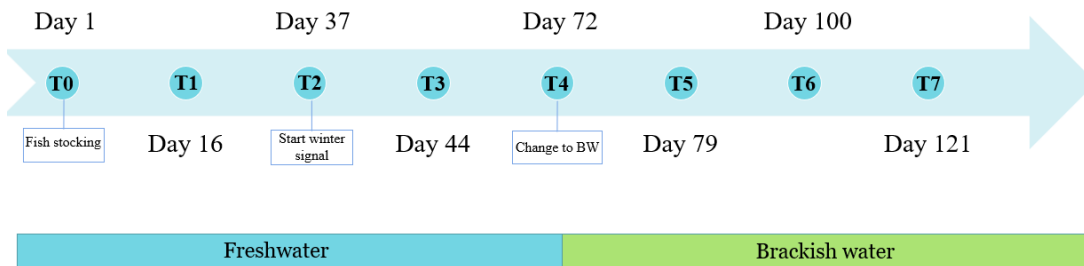 Day 1
Day 37
Day 72
Day 100
T0
T1
T2
T3
T4
T5
T6
T7
Fish stocking
Day 16
Start winter
signal
Day 44
Change to BW
Day 79
Day 121
Freshwater
Brackish water